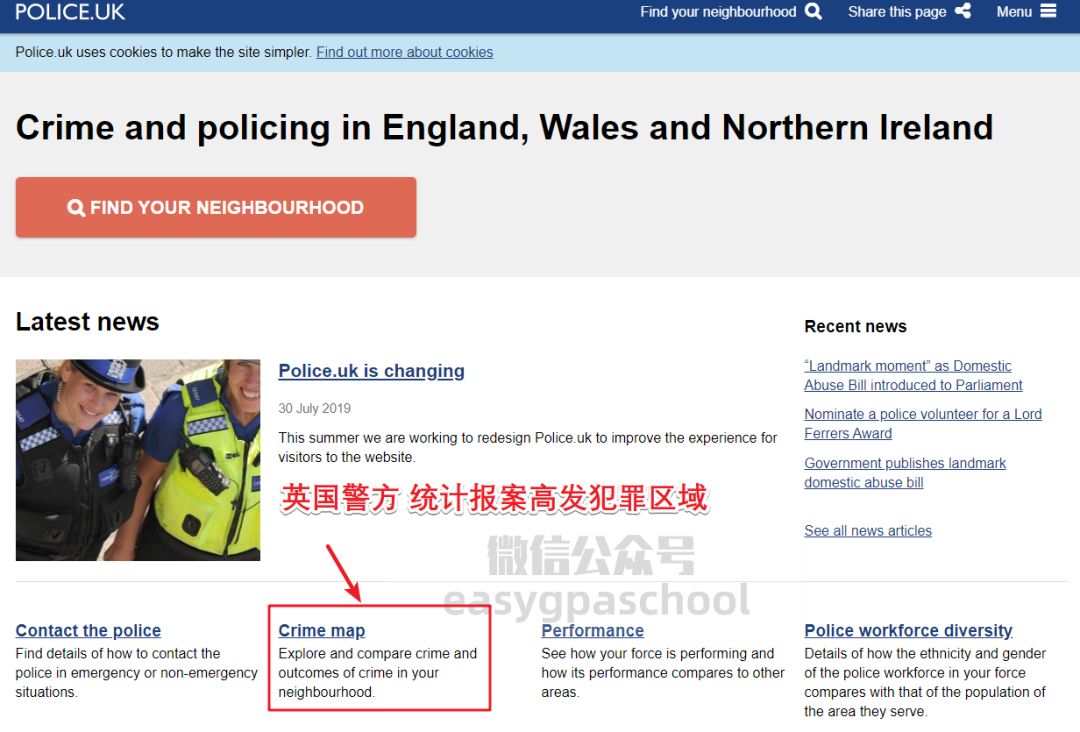 POLICE.UK
Find your neighbourhood
Share this page
Menu
Police.uk uses cookies to make the site simpler. Find out more about cookies
Crime and policing in England, Wales and Northern Ireland
FIND YOUR NEIGHBOURHOOD
Latest news
Police.uk is changing
30 July 2019
This summer we are working to redesign Police.uk to improve the experience for
visitors to the website.
英国警方 统计报案高发犯罪区域
微信公众号
easygpaschool
Recent news
“Landmark moment” as Domestic
Abuse Bill introduced to Parliament
Nominate a police volunteer for a Lord
Ferrers Award
Government publishes landmark
domestic abuse bill
See all news articles
Contact the police
Find details of how to contact the
police in emergency or non-emergency
situations.
Crime map
Explore and compare crime and
outcomes of crime in your
neighbourhood.
Performance
See how your force is performing and
how its performance compares to other
areas.
Police workforce diversity
Details of how the ethnicity and gender
of the police workforce in your force
compares with that of the population of
the area they serve.